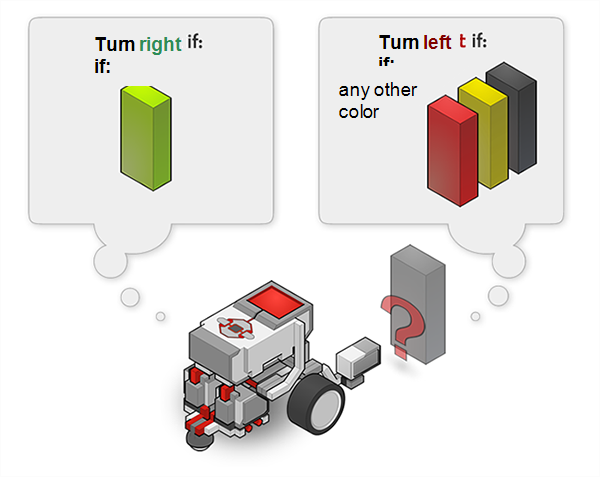 Turn right if:
if:
Turn left t if:
if:
any other
color
?